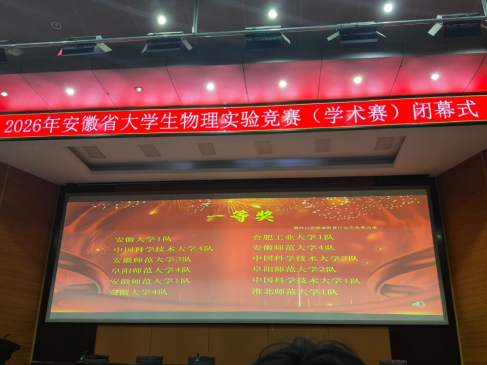 2026年安徽省大学生物理实验竞赛（学术赛）闭幕式
一等奖
安徽大学1队
中国科学技术大学4队
安徽师范大学3队
阜阳师范大学4队
安徽师范大学1队
安徽大学4队
合肥工业大学1队
安徽师范大学4队
中国科学技术大学3队
阜阳师范大学2队
中国科学技术大学1队
淮北师范大学1队